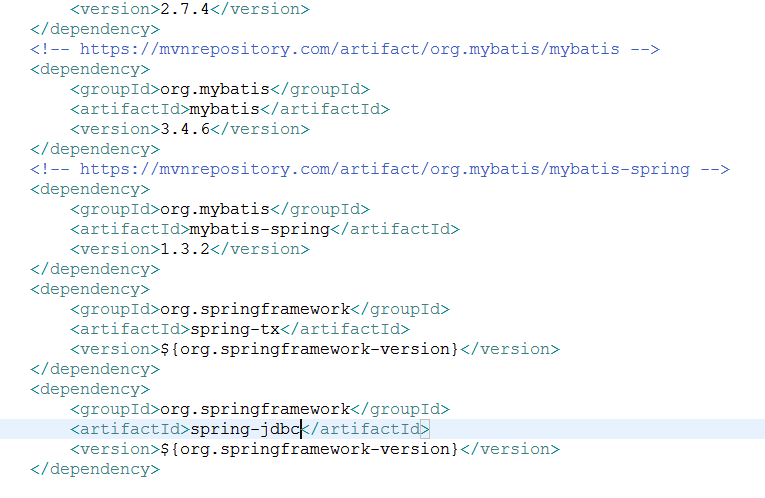 <version>2.7.4</version>
</dependency>
<!-- https://mvnrepository.com/artifact/org.mybatis/mybatis -->
<dependency>
<groupId>org.mybatis</groupId>
<artifactId>mybatis</artifactId>
<version>3.4.6</version>
</dependency>
<!-- https://mvnrepository.com/artifact/org.mybatis/mybatis-spring -->
<dependency>
<groupId>org.mybatis</groupId>
<artifactId>mybatis-spring</artifactId>
<version>1.3.2</version>
</dependency>
<dependency>
<groupId>org.springframework</groupId>
<artifactId>spring-tx</artifactId>
<version>${org.springframework-version}</version>
</dependency>
<dependency>
<groupId>org.springframework</groupId>
<artifactId>spring-jdbc</artifactId>
<version>${org.springframework-version}</version>
</dependency>